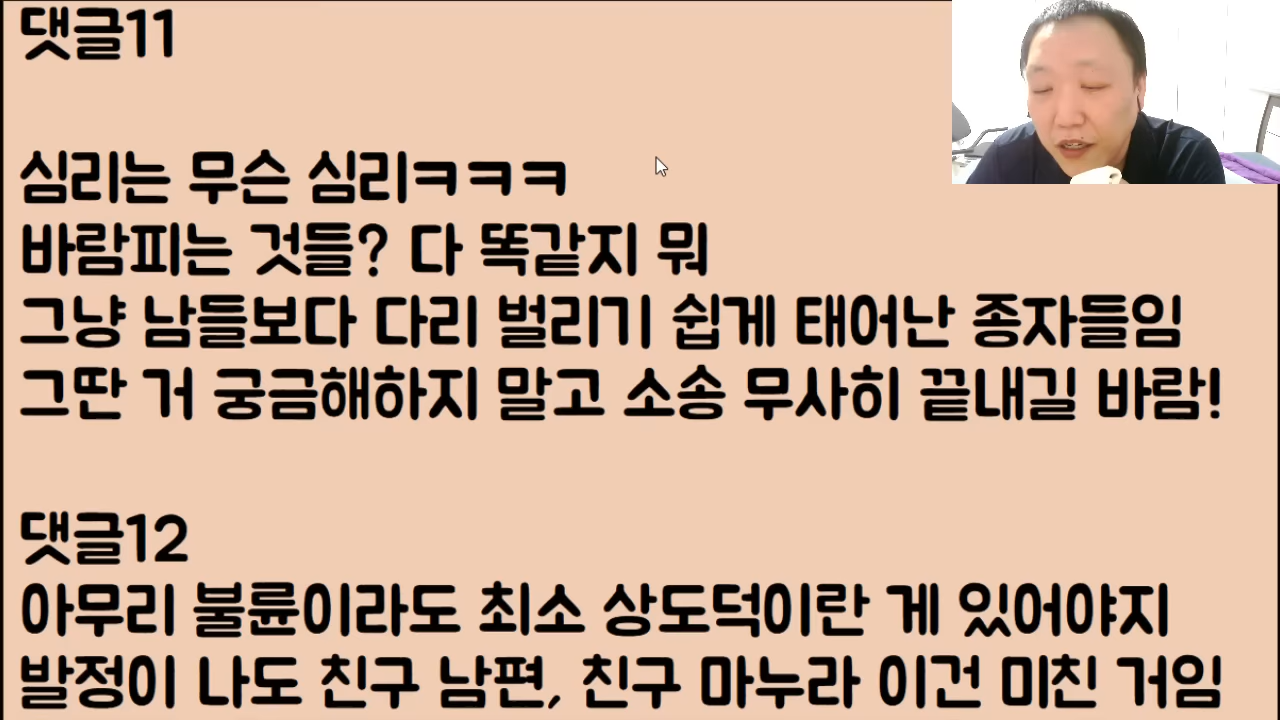 댓글11
심리는 무슨 심리ㅋㅋㅋ
바람피는 것들? 다 똑같지 뭐
그냥 남들보다 다리 벌리기 쉽게 태어난 종자들임
그딴 거 궁금해하지 말고 소송 무사히 끝내길 바람!
댓글12
아무리 불륜이라도 최소 상도덕이란 게 있어야지
발정이 나도 친구 남편, 친구 마누라 이건 미친 거임